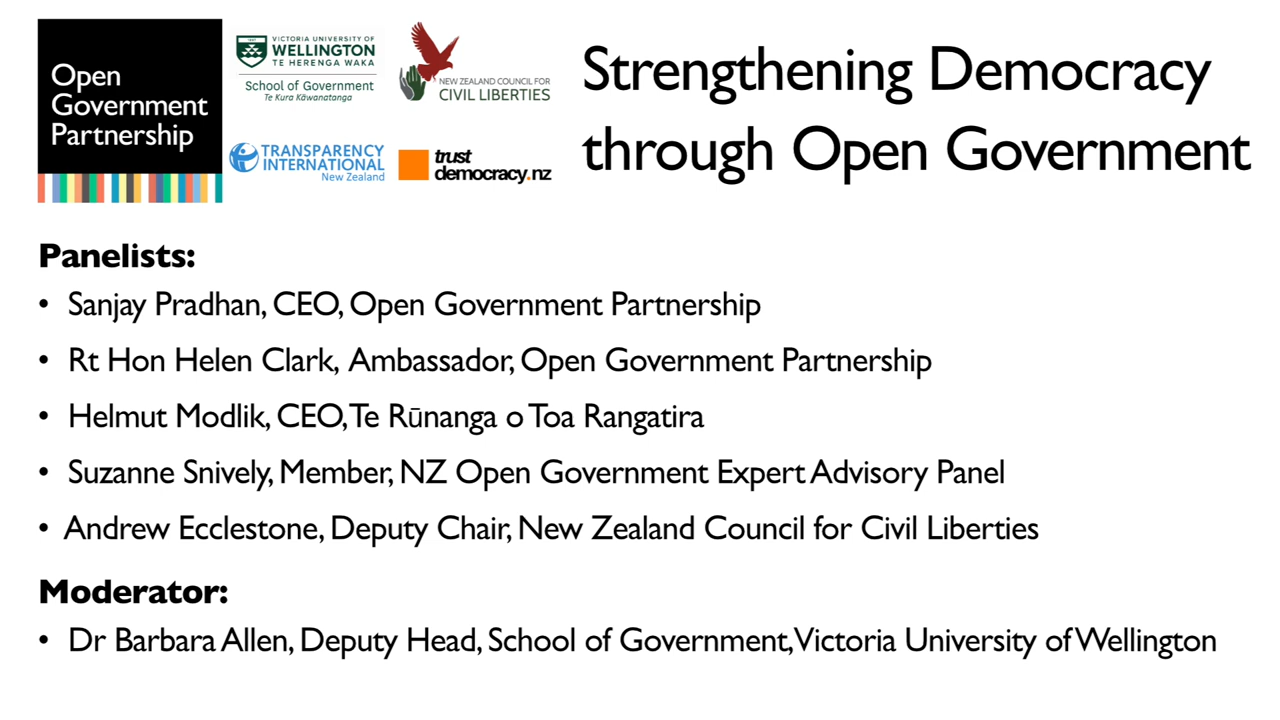 Open
Government
Partnership
VICTORIA UNIVERSITY OF
WELLINGTON
TE HERENGA WAKA
School of Government
Te Kura Kāwanatanga
NEW ZEALAND COUNCIL FOR
CIVIL LIBERTIES
TRANSPARENCY
INTERNATIONAL
New Zealand
trust
democracy.nz
Strengthening Democracy
through Open Government
Panelists:
• Sanjay Pradhan, CEO, Open Government Partnership
• Rt Hon Helen Clark, Ambassador, Open Government Partnership
• Helmut Modlik, CEO, Te Rūnanga o Toa Rangatira
• Suzanne Snively, Member, NZ Open Government Expert Advisory Panel
• Andrew Ecclestone, Deputy Chair, New Zealand Council for Civil Liberties
Moderator:
• Dr Barbara Allen, Deputy Head, School of Government, Victoria University of Wellington